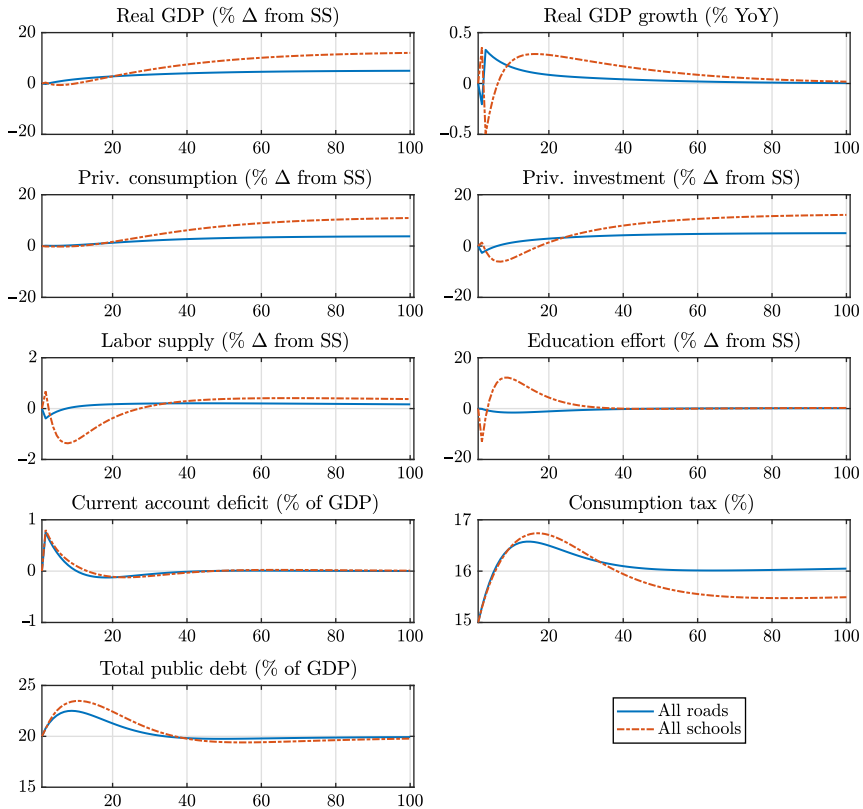 Real GDP (% Δ from SS)
20
0
−20
20 40 60 80 100
Real GDP growth (% YoY)
0.5
0
−0.5
20 40 60 80 100
Priv. consumption (% Δ from SS)
20
0
−20
20 40 60 80 100
Priv. investment (% Δ from SS)
20
0
−20
20 40 60 80 100
Labor supply (% Δ from SS)
2
0
−2
20 40 60 80 100
Education effort (% Δ from SS)
20
0
−20
20 40 60 80 100
Current account deficit (% of GDP)
1
0
−1
20 40 60 80 100
Consumption tax (%)
17
16
15
20 40 60 80 100
Total public debt (% of GDP)
25
20
15
20 40 60 80 100
All roads
All schools